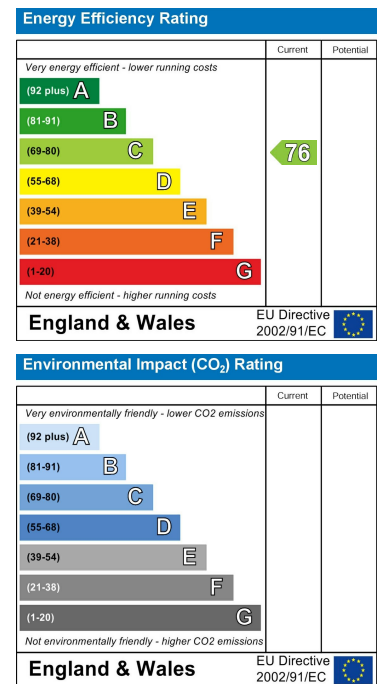 Energy Efficiency Rating
Current Potential
Very energy efficient - lower running costs
(92 plus) A
(81-91) B
(69-80) C 76
(55-68) D
(39-54) E
(21-38) F
(1-20) G
Not energy efficient - higher running costs
England & Wales EU Directive 2002/91/EC
Environmental Impact (CO₂) Rating
Current Potential
Very environmentally friendly - lower CO2 emissions
(92 plus) A
(81-91) B
(69-80) C
(55-68) D
(39-54) E
(21-38) F
(1-20) G
Not environmentally friendly - higher CO2 emissions
England & Wales EU Directive 2002/91/EC